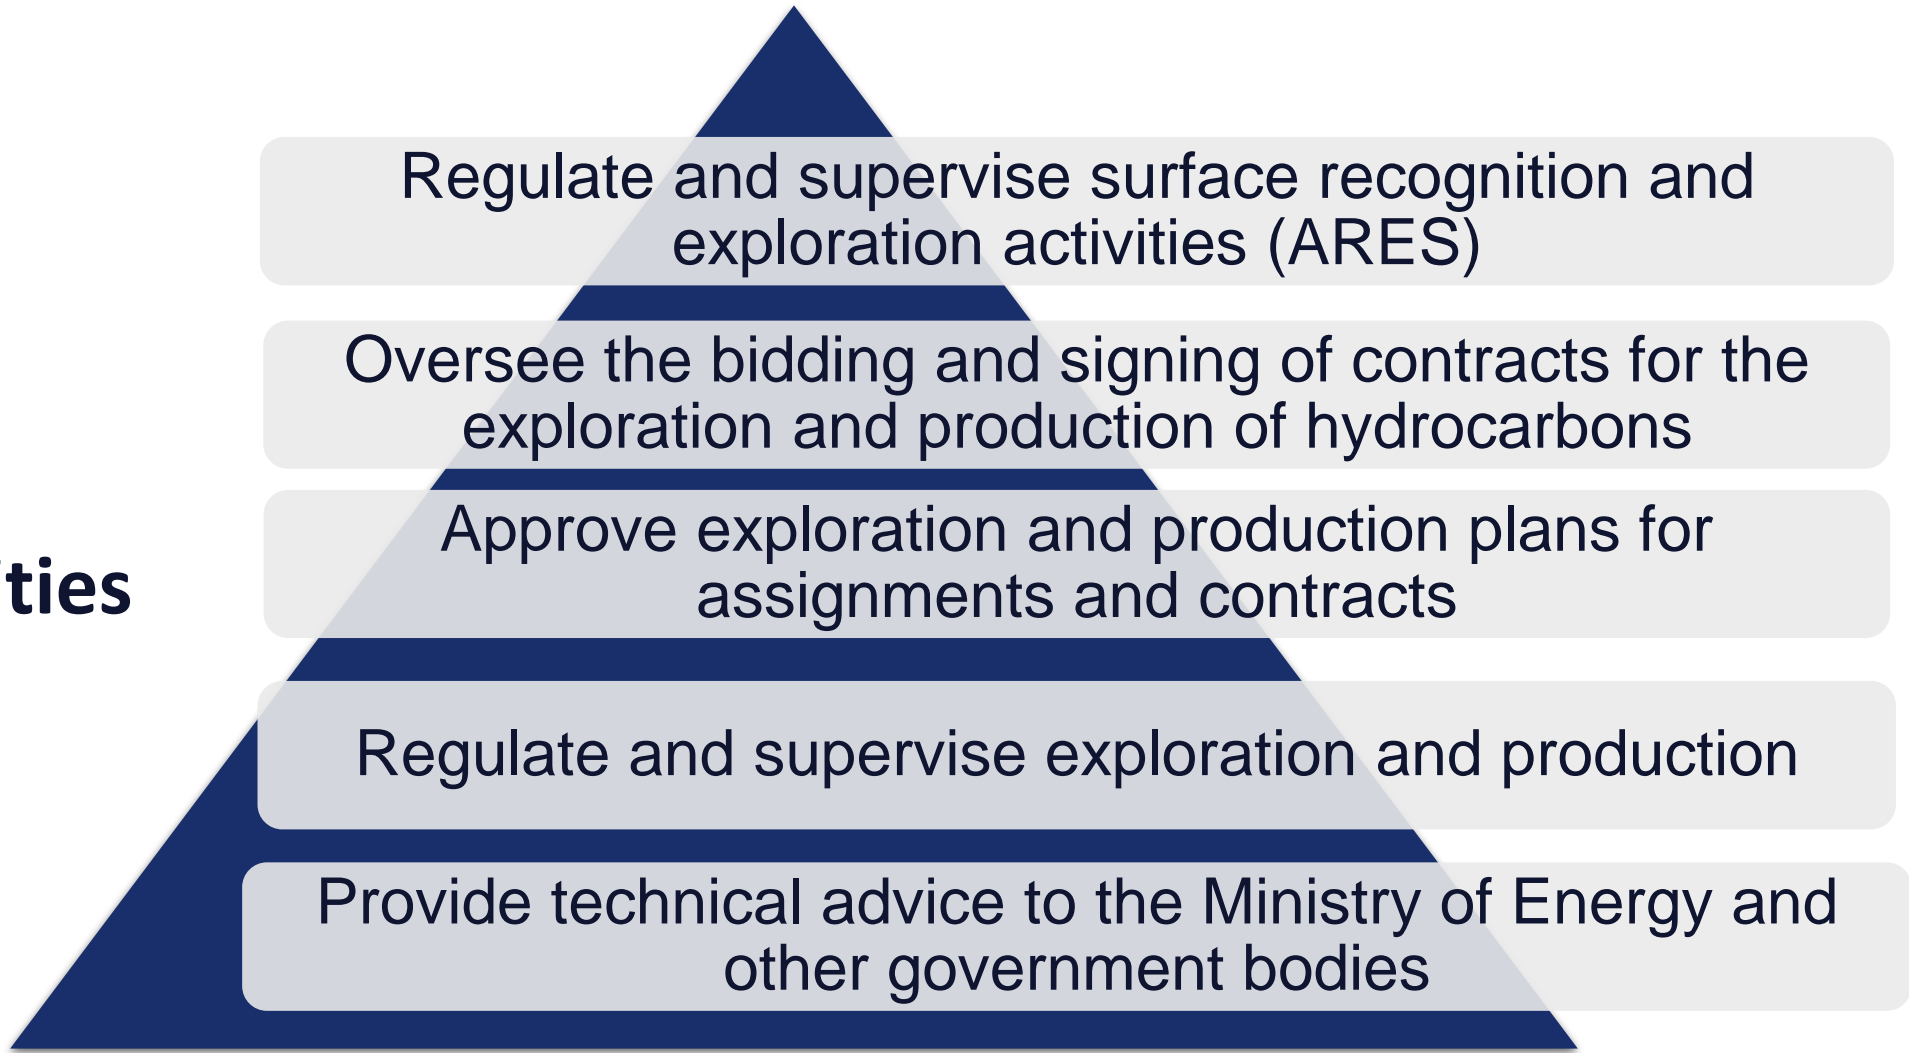 Regulate and supervise surface recognition and
exploration activities (ARES)
Oversee the bidding and signing of contracts for the
exploration and production of hydrocarbons
Approve exploration and production plans for
assignments and contracts
ties
Regulate and supervise exploration and production
Provide technical advice to the Ministry of Energy and
other government bodies